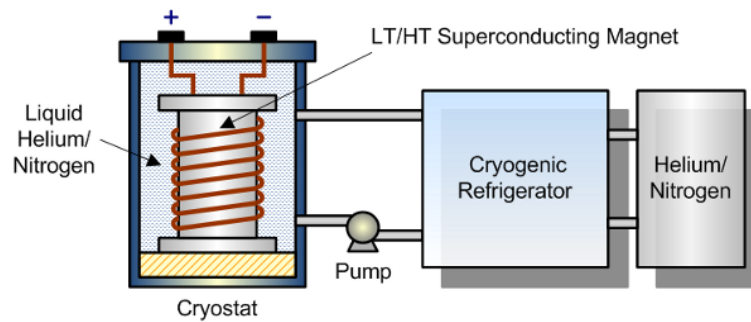 + −
LT/HT Superconducting Magnet
Liquid
Helium/
Nitrogen
Cryogenic
Refrigerator
Helium/
Nitrogen
Pump
Cryostat